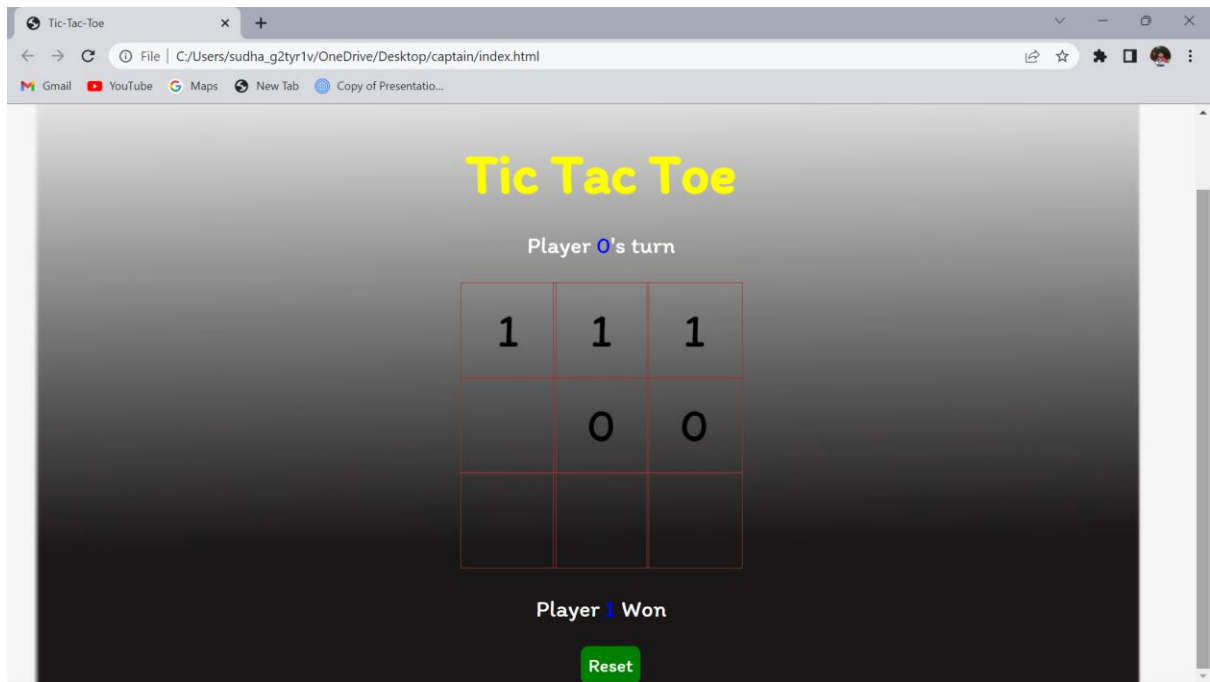 Tic-Tac-Toe
File | C:/Users/sudha_g2tyr1v/OneDrive/Desktop/captain/index.html
Gmail YouTube Maps New Tab Copy of Presentatio...
Tic Tac Toe
Player 0's turn
1 1 1
0 0
Player 1 Won
Reset